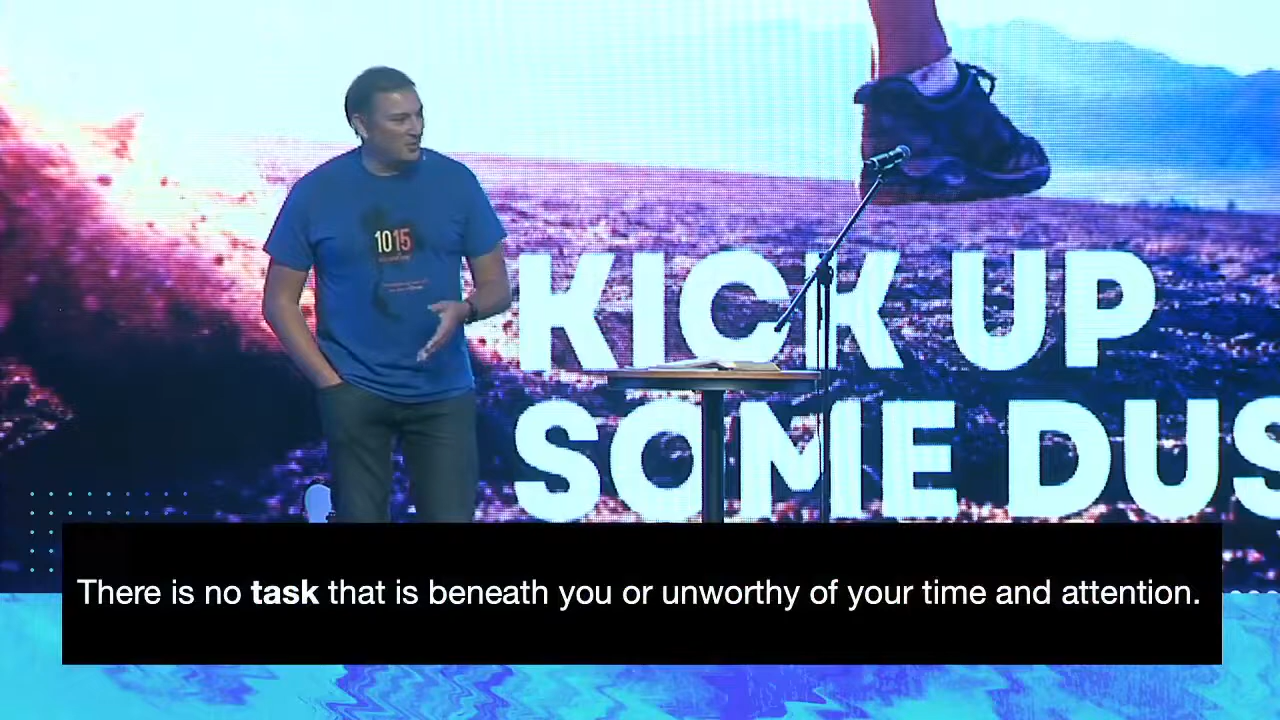 1015
KICK UP
SOME DUS
There is no task that is beneath you or unworthy of your time and attention.